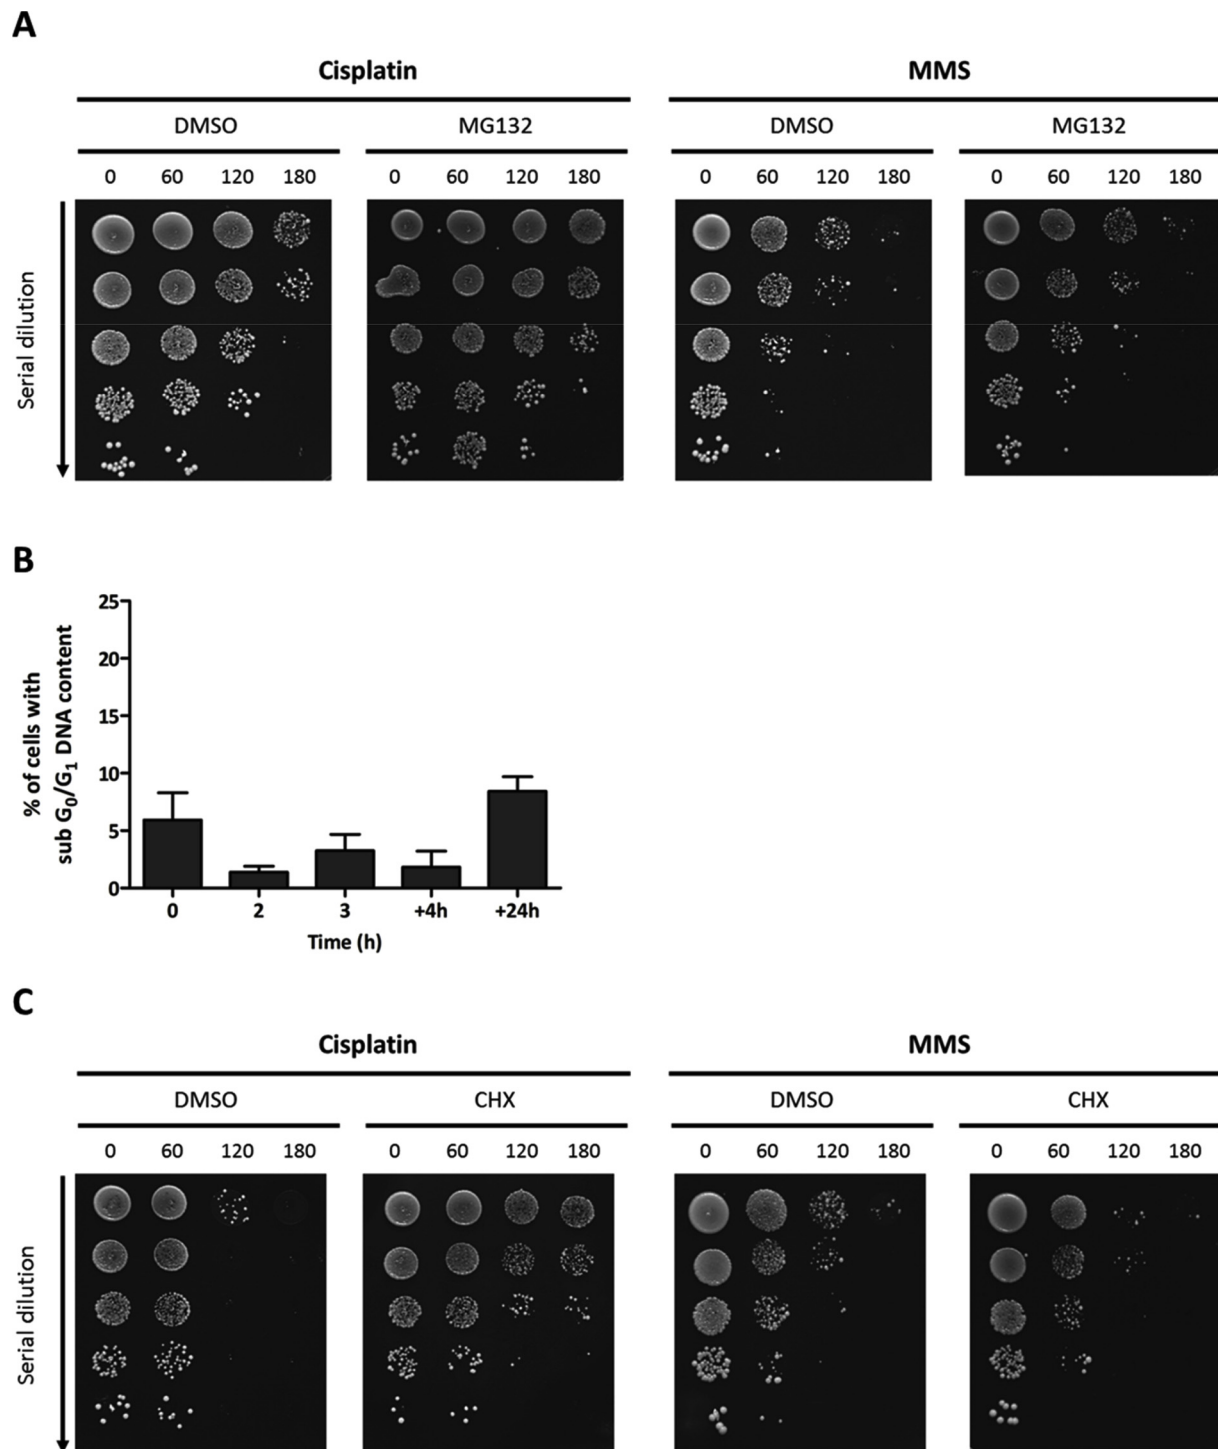 A
Cisplatin
MMS
DMSO
MG132
DMSO
MG132
0 60 120 180
0 60 120 180
0 60 120 180
0 60 120 180
Serial dilution
B
% of cells with
sub G₀/G₁ DNA content
25
20
15
10
5
0
0 2 3 +4h +24h
Time (h)
C
Cisplatin
MMS
DMSO
CHX
DMSO
CHX
0 60 120 180
0 60 120 180
0 60 120 180
0 60 120 180
Serial dilution